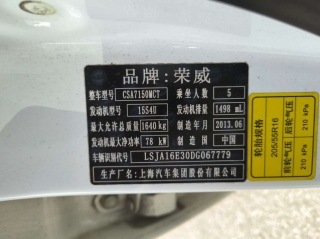 品牌:荣威
整车型号 CSA7150MCT 乘坐人数 5
发动机型号 15S4U 发动机排量 1498 mL
最大允许总质量 1640kg 制造年月 2013.06
发动机最大净功率 78 kW 制造国 中国
车辆识别代号 LSJA16E30DG067779
生产厂名:上海汽车集团股份有限公司
轮胎规格 205/55R16
前轮气压 210 kPa
后轮气压 210 kPa